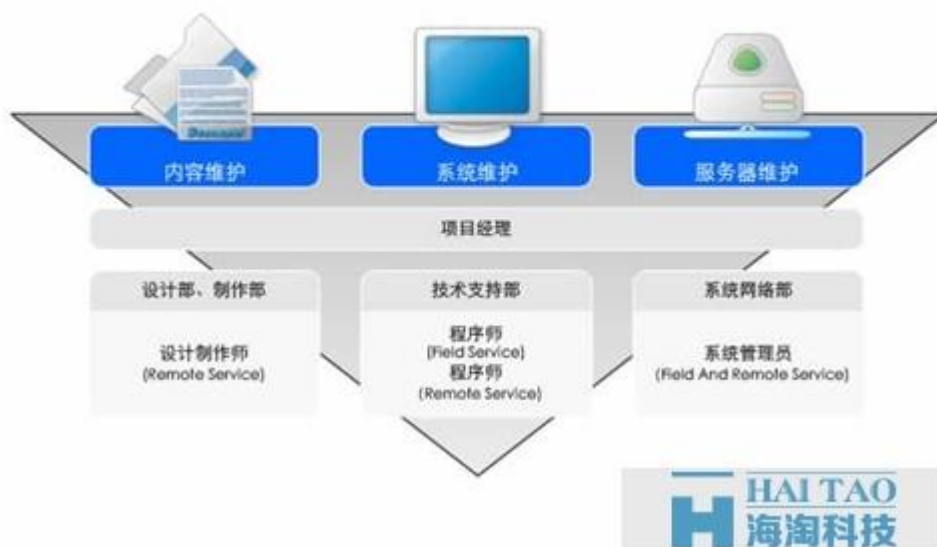 内容维护
系统维护
服务器维护
项目经理
设计部、制作部
技术支持部
系统网络部
设计制作师
(Remote Service)
程序师
(Field Service)
程序师
(Remote Service)
系统管理员
(Field And Remote Service)
HAI TAO
海淘科技